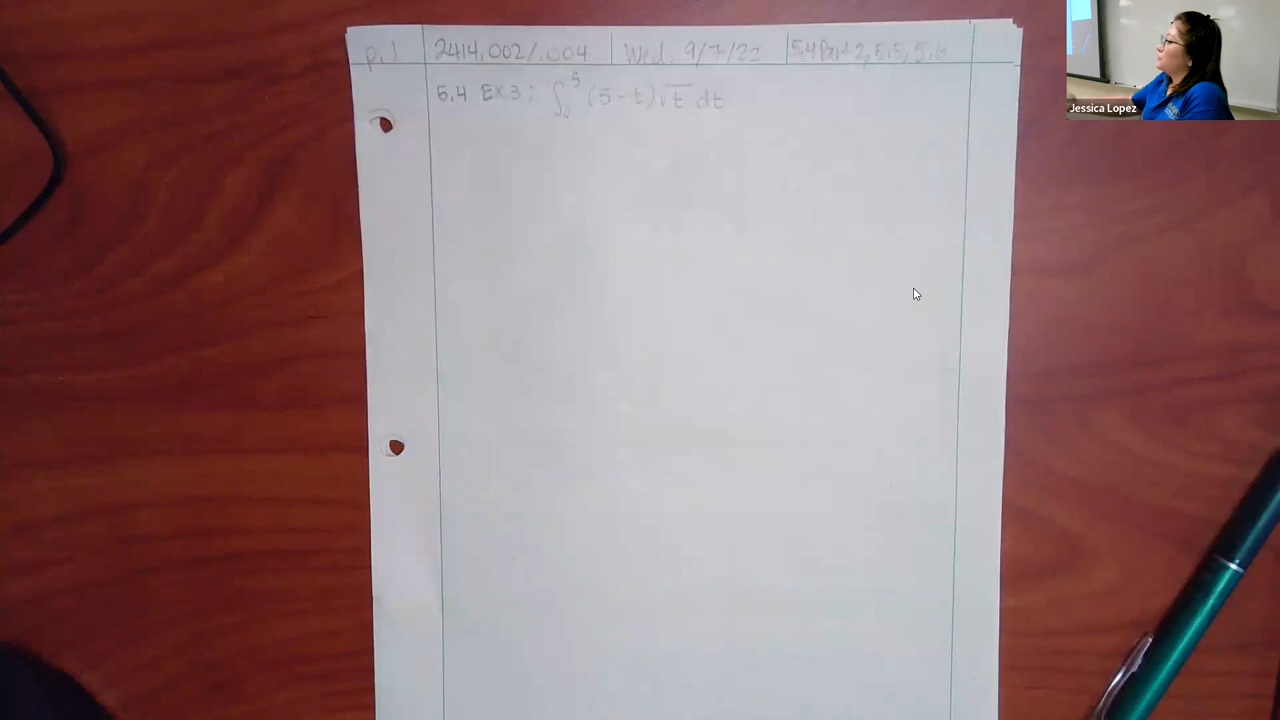 p.1 2414.002/.004 Wed. 9/7/22 5.4 Part 2, 5.5, 5.6
5.4 Ex 3: ∫₀⁵ (5-t)√t dt
Jessica Lopez